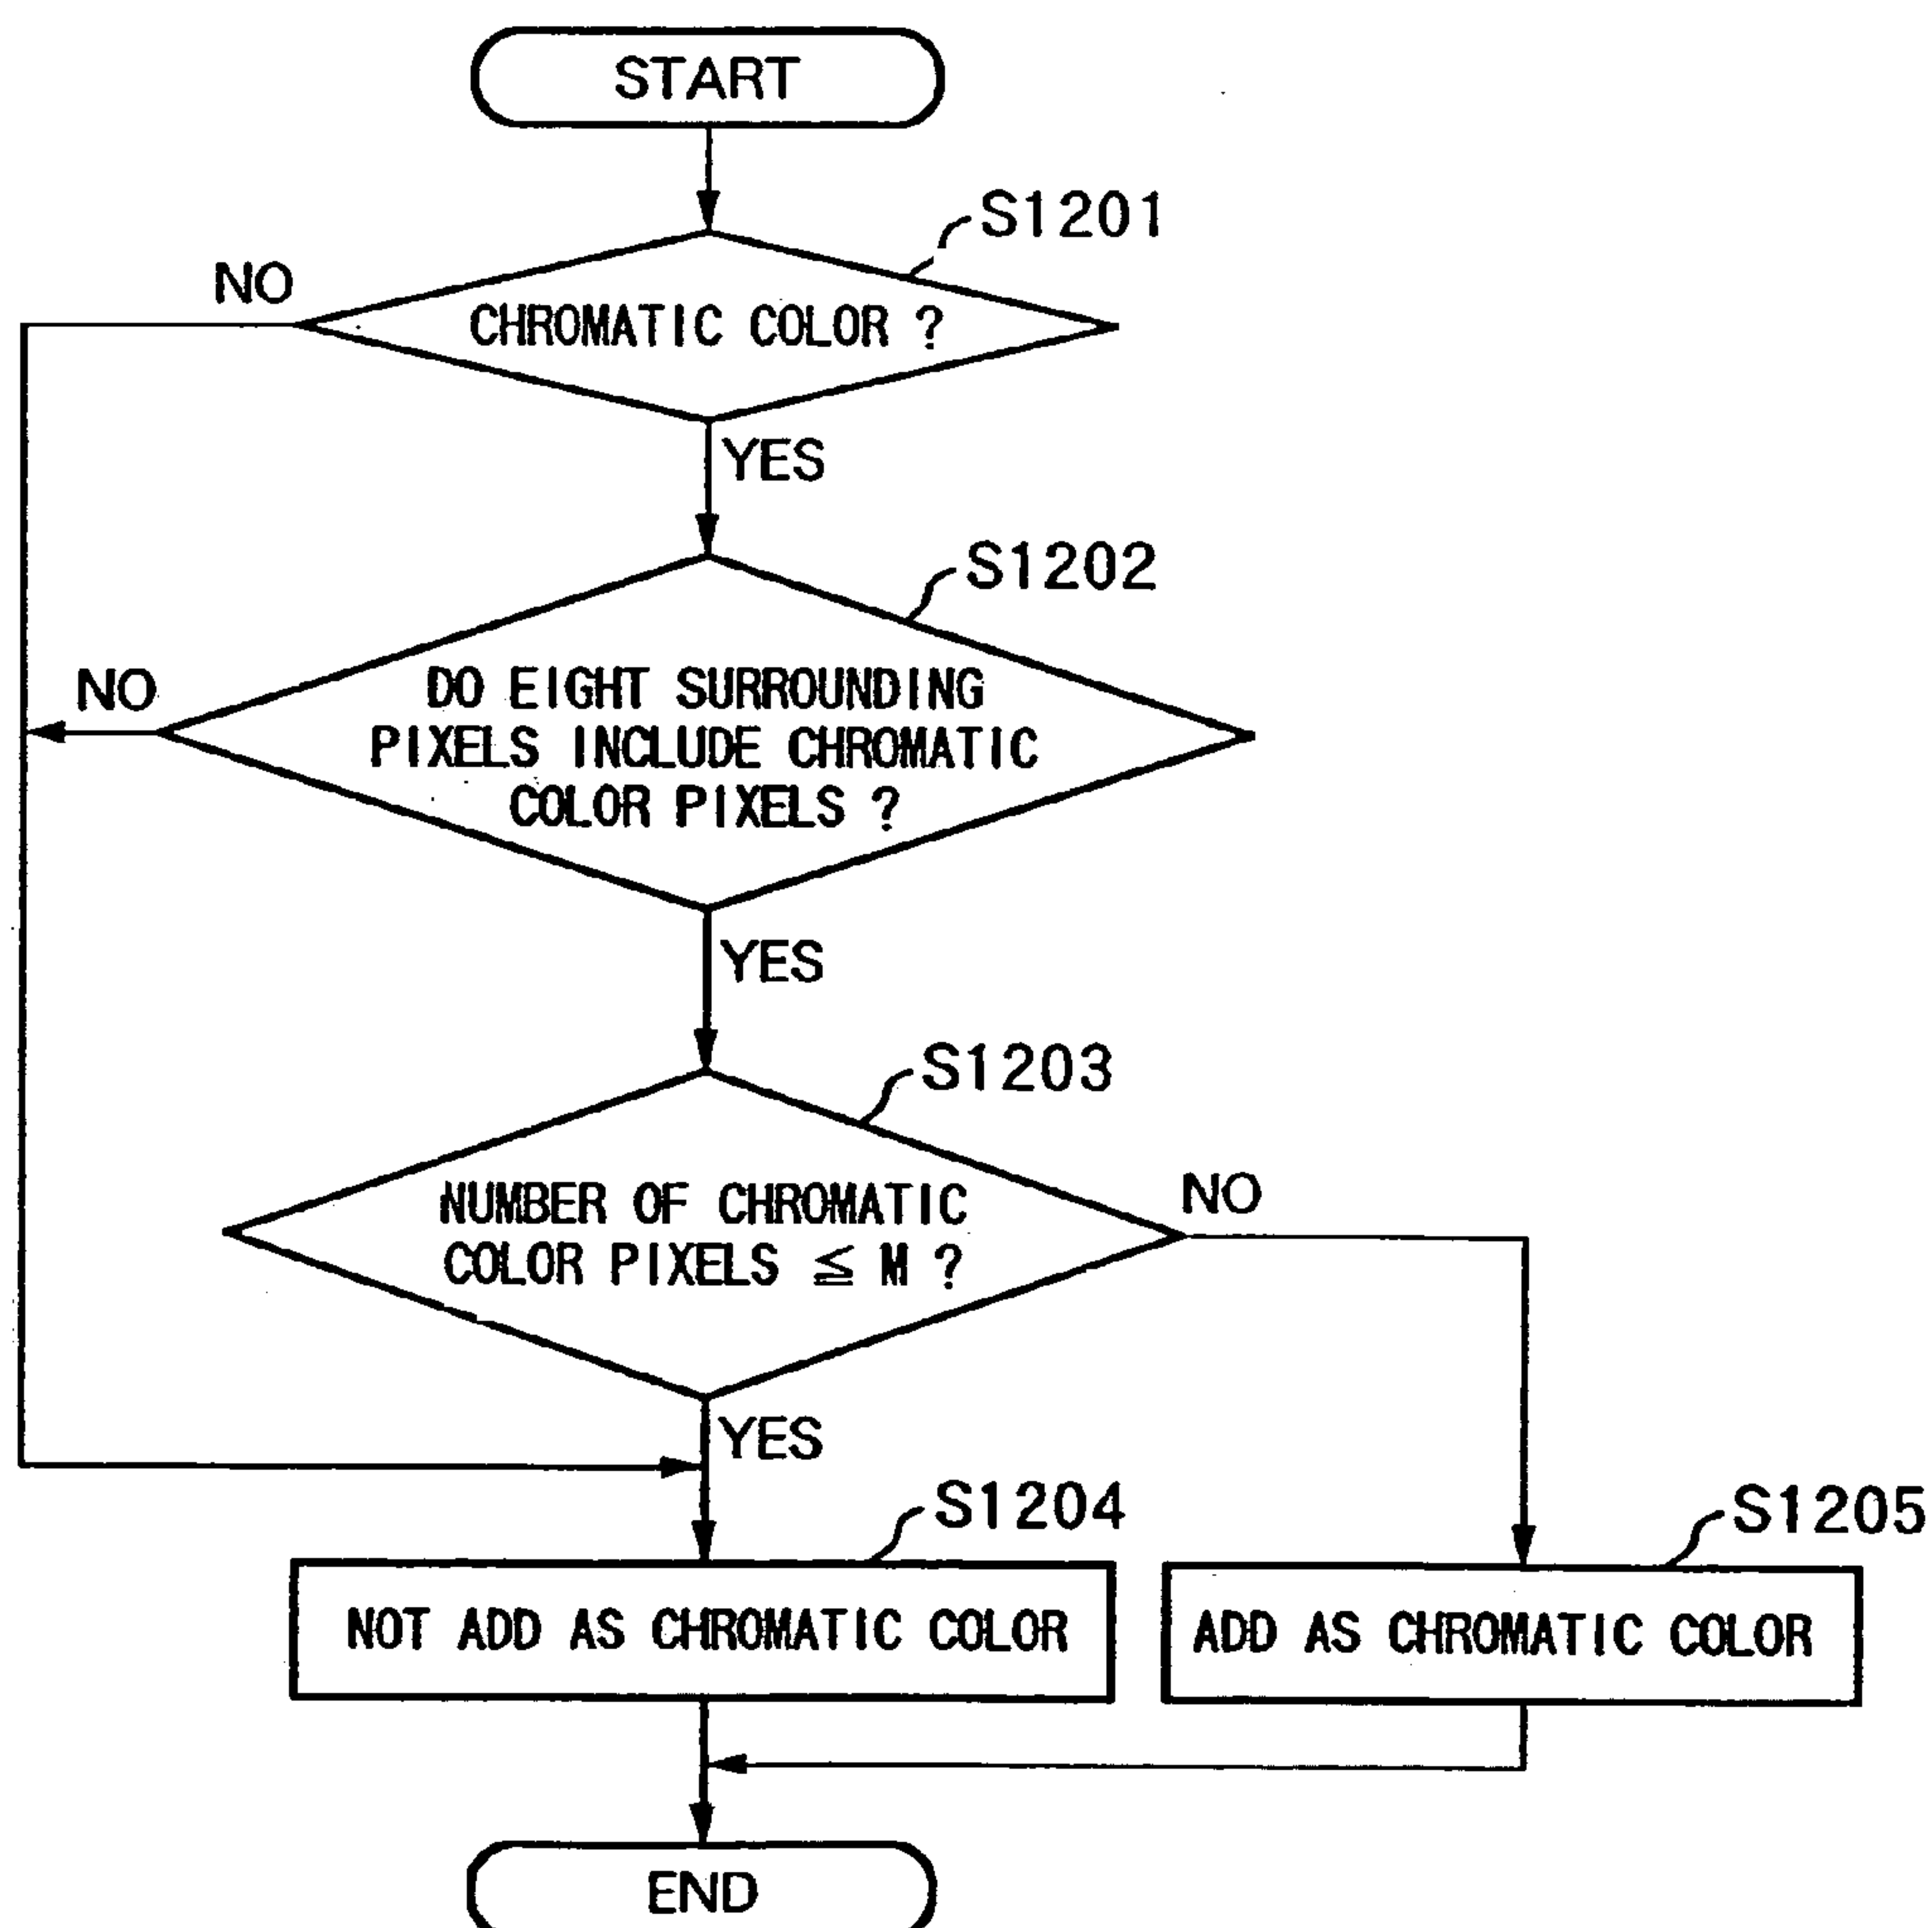 START
S1201
NO
CHROMATIC COLOR ?
YES
S1202
NO
DO EIGHT SURROUNDING
PIXELS INCLUDE CHROMATIC
COLOR PIXELS ?
YES
S1203
NUMBER OF CHROMATIC
COLOR PIXELS ≦ M ?
NO
YES
S1204
S1205
NOT ADD AS CHROMATIC COLOR
ADD AS CHROMATIC COLOR
END